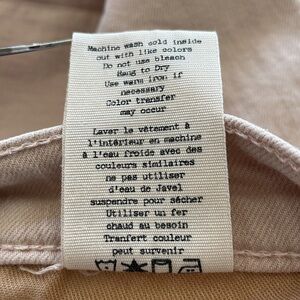 Machine wash cold inside
out with like colors
Do not use bleach
Hang to Dry
Use warm iron if
necessary
Color transfer
may occur
Laver le vêtement à
l'intérieur en machine
à l'eau froide avec des
couleurs similaires
ne pas utiliser
d'eau de Javel
suspendre pour sécher
Utiliser un fer
chaud au besoin
Tranfert couleur
peut survenir